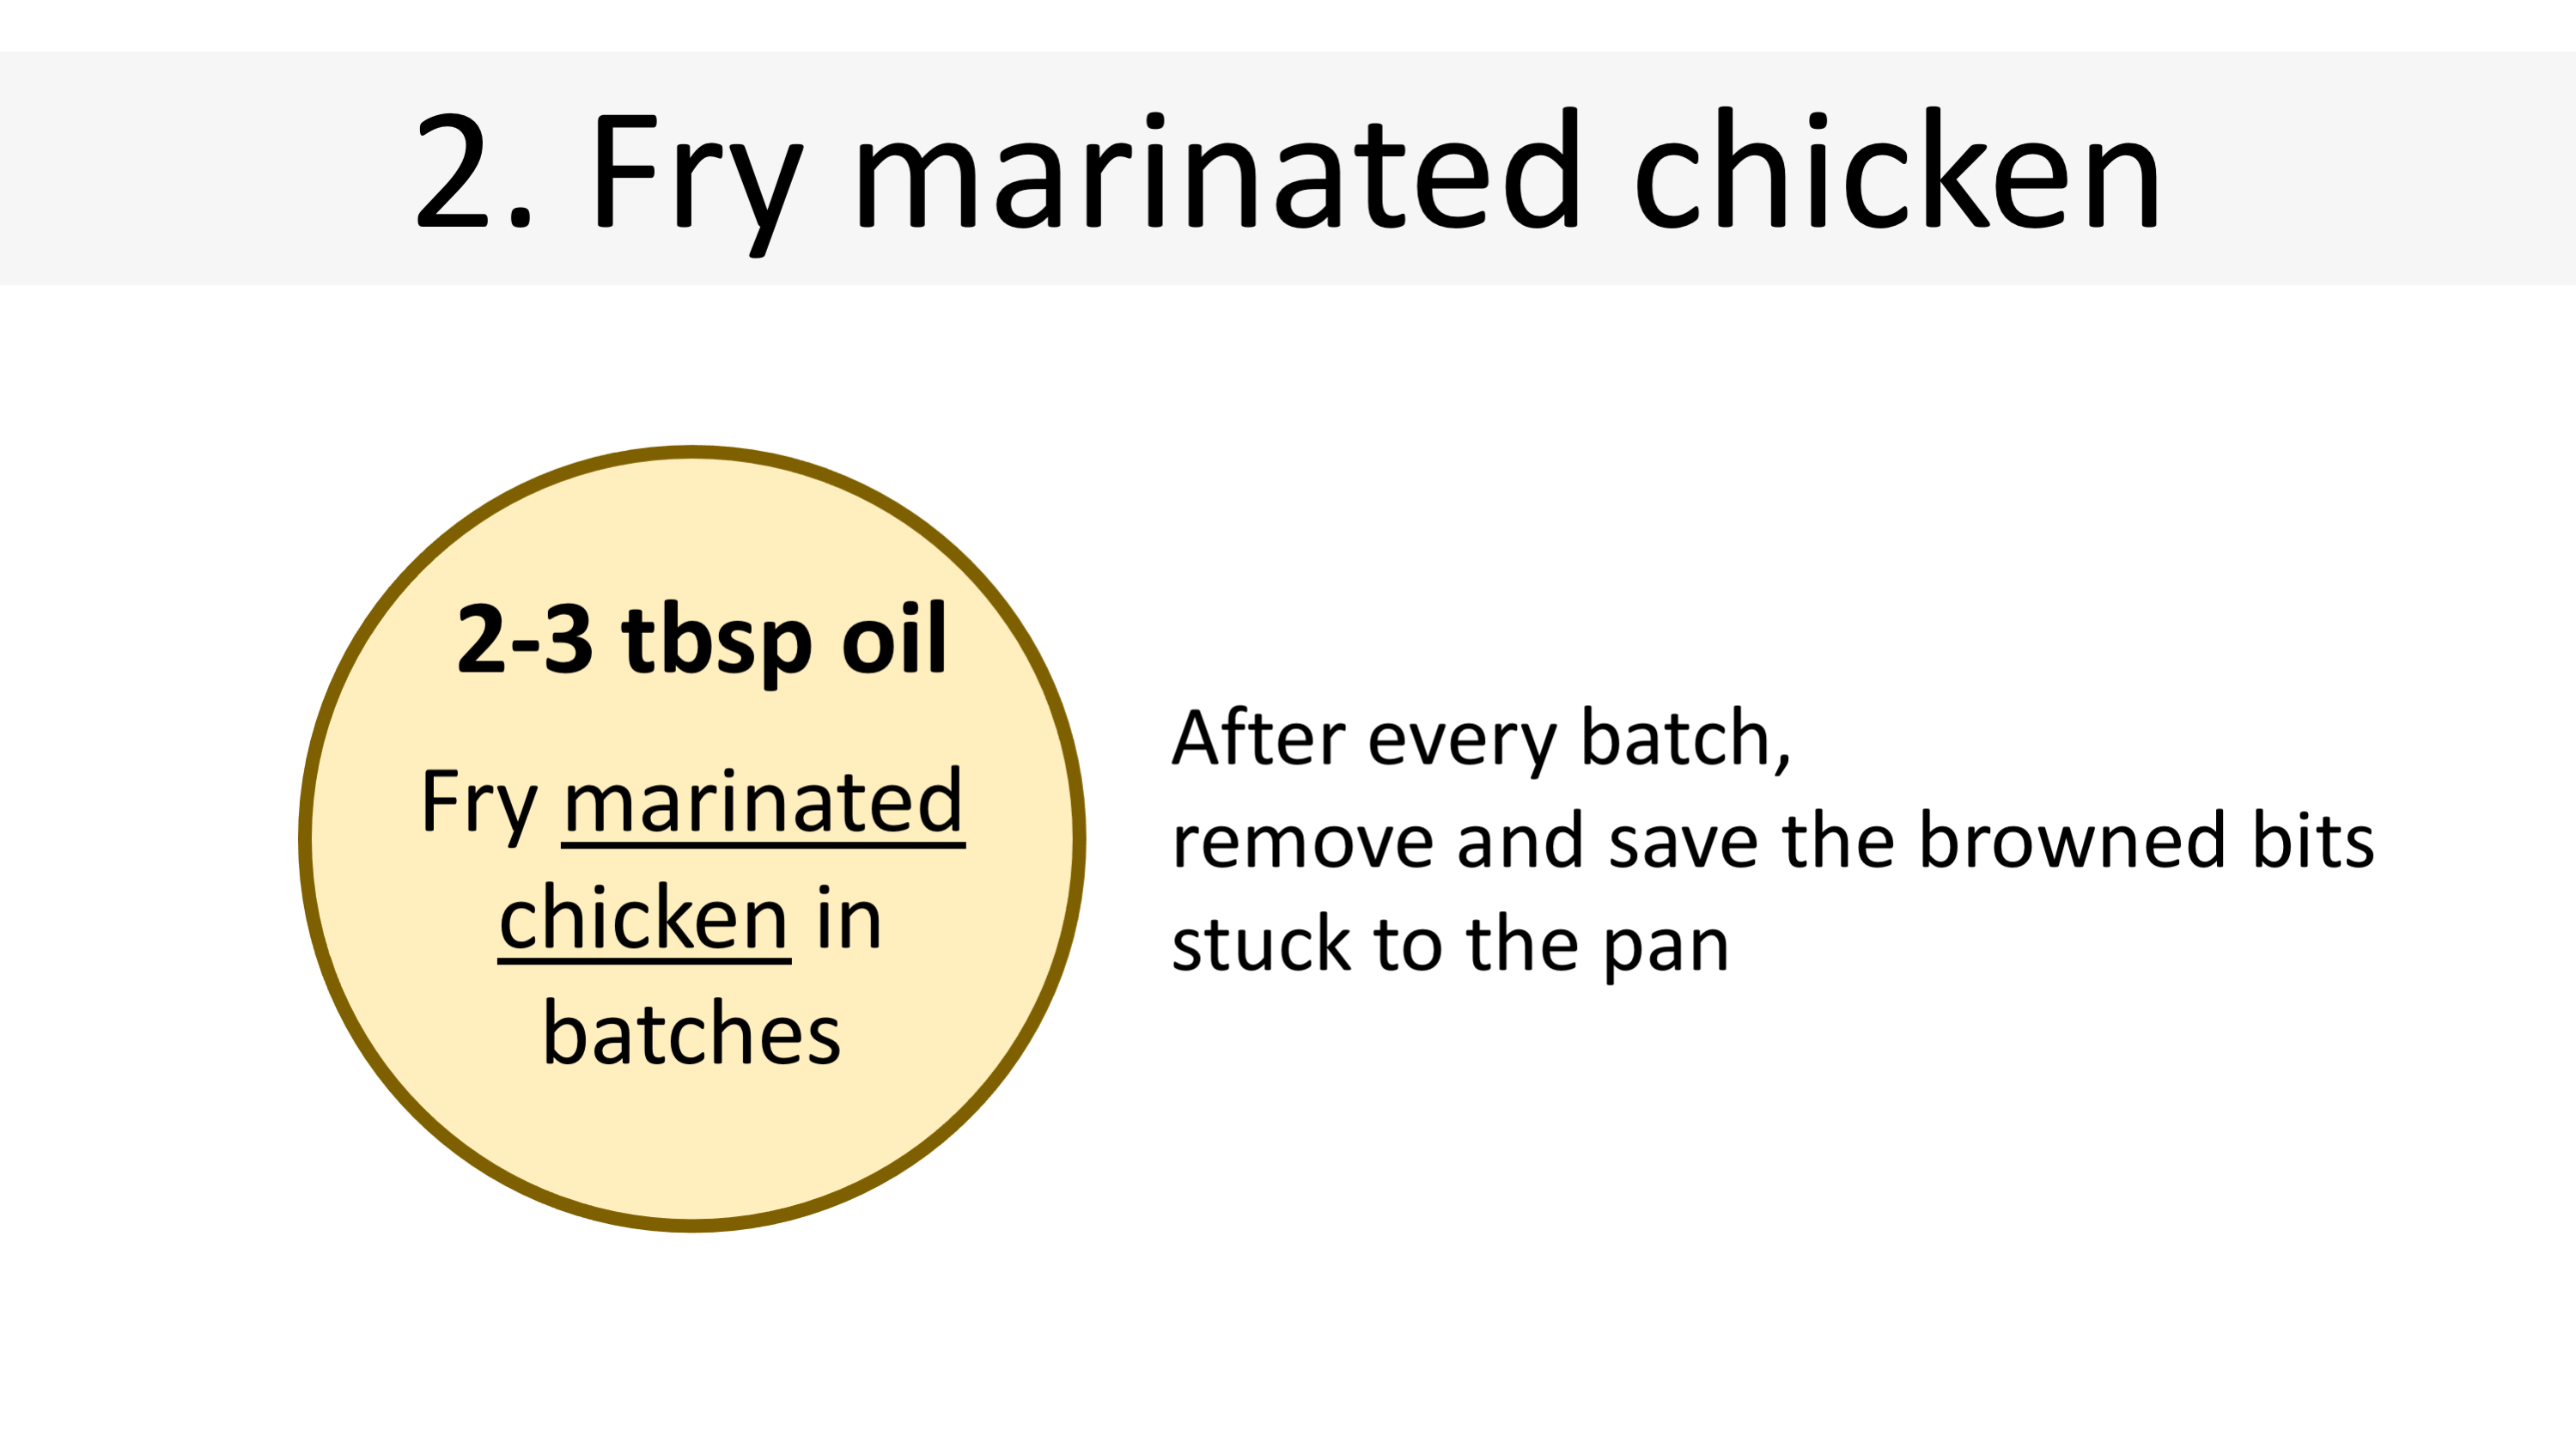 2. Fry marinated chicken
2-3 tbsp oil
Fry marinated
chicken in
batches
After every batch,
remove and save the browned bits
stuck to the pan